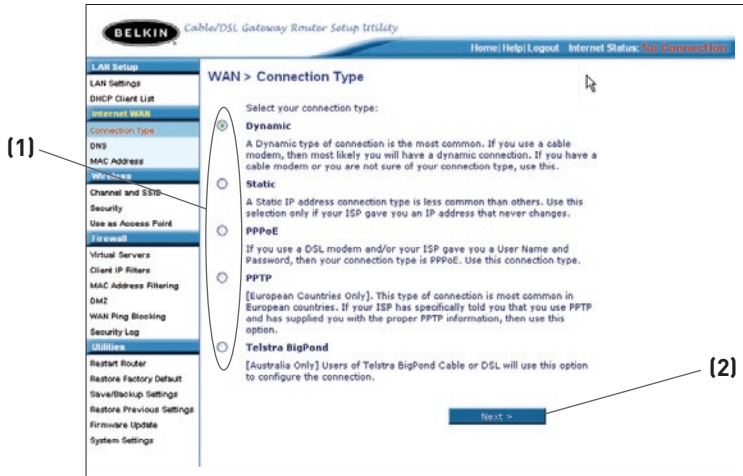 BELKIN
Cable/DSL Gateway Router Setup Utility
Home| Help| Logout Internet Status: No Connection
LAN Setup
LAN Settings
DHCP Client List
Internet WAN
Connection Type
DNS
MAC Address
Wireless
Channel and SSID
Security
Use as Access Point
Firewall
Virtual Servers
Client IP Filters
MAC Address Filtering
DMZ
WAN Ping Blocking
Security Log
Utilities
Restart Router
Restore Factory Default
Save/Backup Settings
Restore Previous Settings
Firmware Update
System Settings
WAN > Connection Type
Select your connection type:
Dynamic
A Dynamic type of connection is the most common. If you use a cable
modem, then most likely you will have a dynamic connection. If you have a
cable modem or you are not sure of your connection type, use this.
Static
A Static IP address connection type is less common than others. Use this
selection only if your ISP gave you an IP address that never changes.
PPPoE
If you use a DSL modem and/or your ISP gave you a User Name and
Password, then your connection type is PPPoE. Use this connection type.
PPTP
[European Countries Only]. This type of connection is most common in
European countries. If your ISP has specifically told you that you use PPTP
and has supplied you with the proper PPTP information, then use this
option.
Telstra BigPond
[Australia Only] Users of Telstra BigPond Cable or DSL will use this option
to configure the connection.
Next >
(1)
(2)